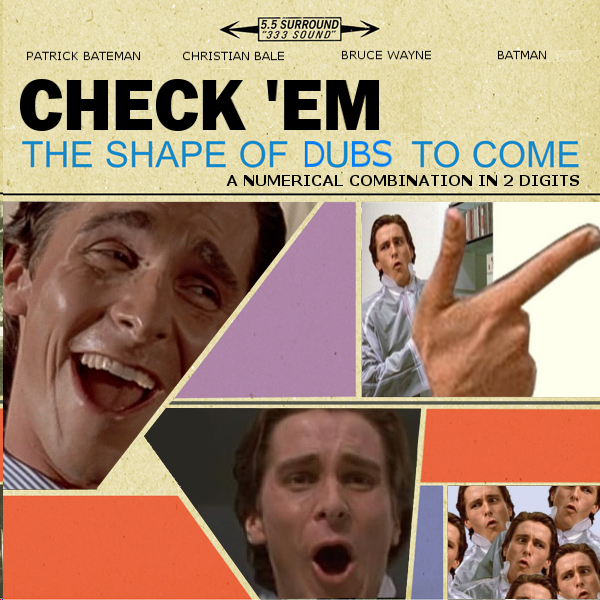 5.5 SURROUND
"333 SOUND"
PATRICK BATEMAN CHRISTIAN BALE BRUCE WAYNE BATMAN
CHECK 'EM
THE SHAPE OF DUBS TO COME
A NUMERICAL COMBINATION IN 2 DIGITS